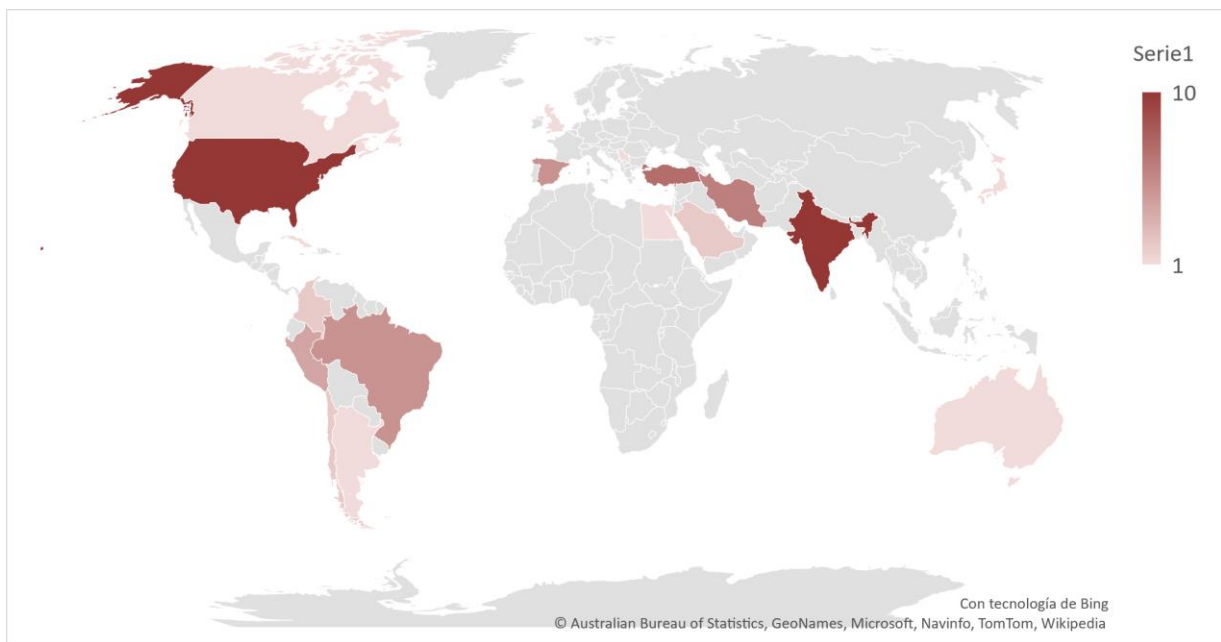 Serie1
10
1
Con tecnología de Bing
© Australian Bureau of Statistics, GeoNames, Microsoft, Navinfo, TomTom, Wikipedia